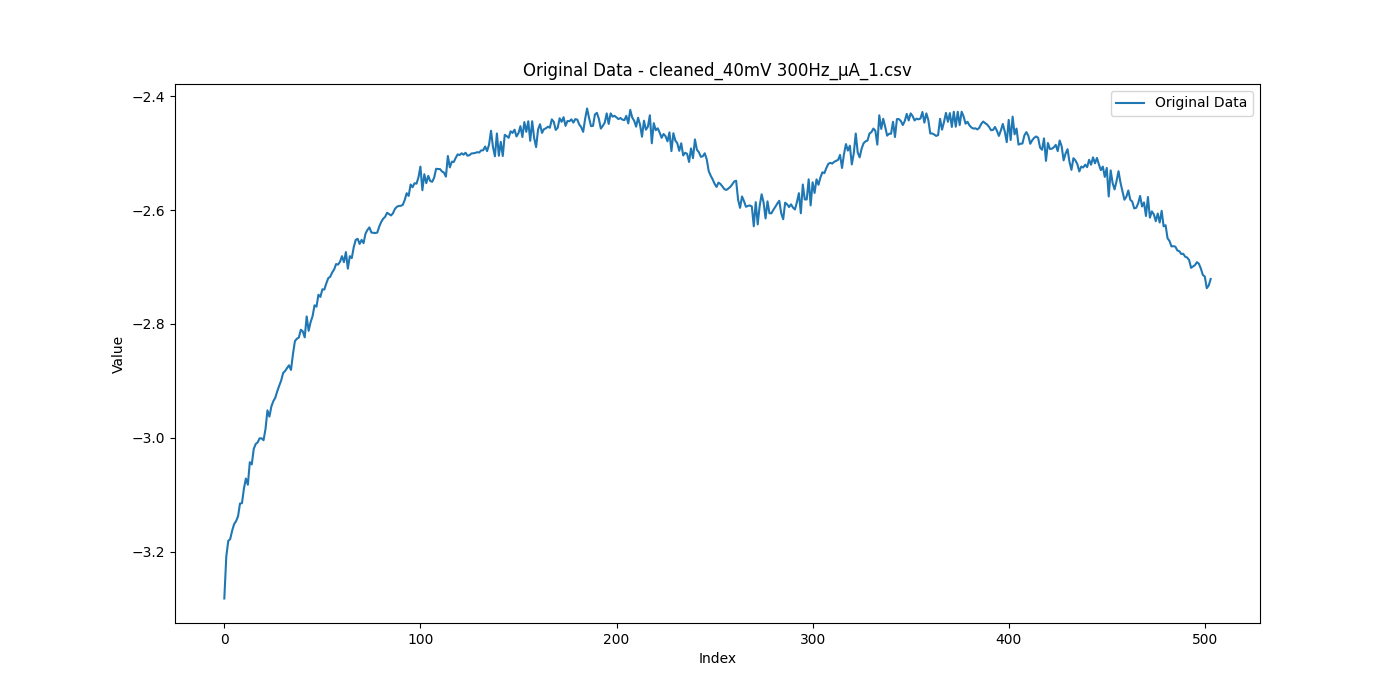 Original Data - cleaned_40mV 300Hz_μA_1.csv
Original Data
−2.4
−2.6
−2.8
−3.0
−3.2
Value
0 100 200 300 400 500
Index